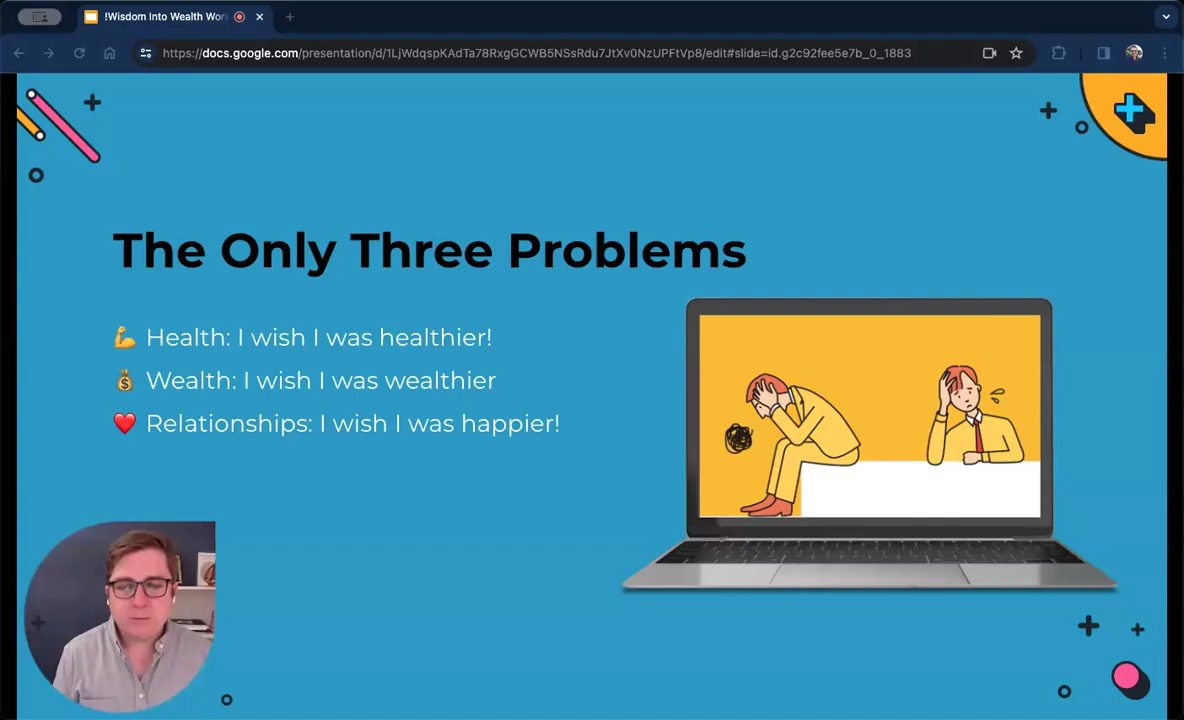 !Wisdom Into Wealth Wor
https://docs.google.com/presentation/d/1LjWdqspKAdTa78RxgGCWB5NSsRdu7JtXv0NzUPFtVp8/edit#slide=id.g2c92fee5e7b_0_1883
The Only Three Problems
💪 Health: I wish I was healthier!
💰 Wealth: I wish I was wealthier
❤️ Relationships: I wish I was happier!